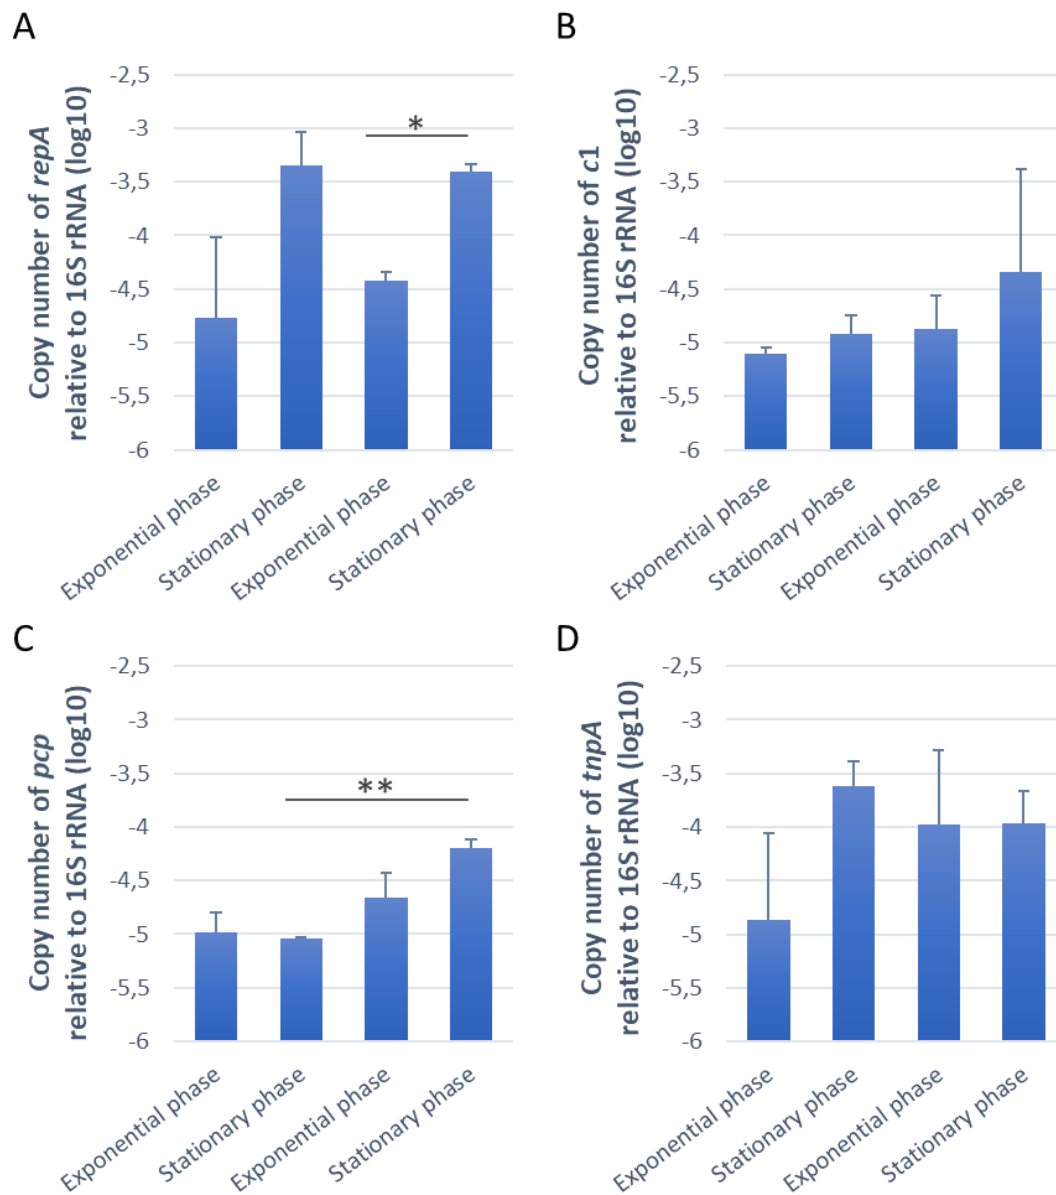 A
Copy number of repA
relative to 16S rRNA (log10)
-2,5
-3
-3,5
-4
-4,5
-5
-5,5
-6
*
Exponential phase
Stationary phase
Exponential phase
Stationary phase
B
Copy number of c1
relative to 16S rRNA (log10)
-2,5
-3
-3,5
-4
-4,5
-5
-5,5
-6
Exponential phase
Stationary phase
Exponential phase
Stationary phase
C
Copy number of pcp
relative to 16S rRNA (log10)
-2,5
-3
-3,5
-4
-4,5
-5
-5,5
-6
**
Exponential phase
Stationary phase
Exponential phase
Stationary phase
D
Copy number of tnpA
relative to 16S rRNA (log10)
-2,5
-3
-3,5
-4
-4,5
-5
-5,5
-6
Exponential phase
Stationary phase
Exponential phase
Stationary phase